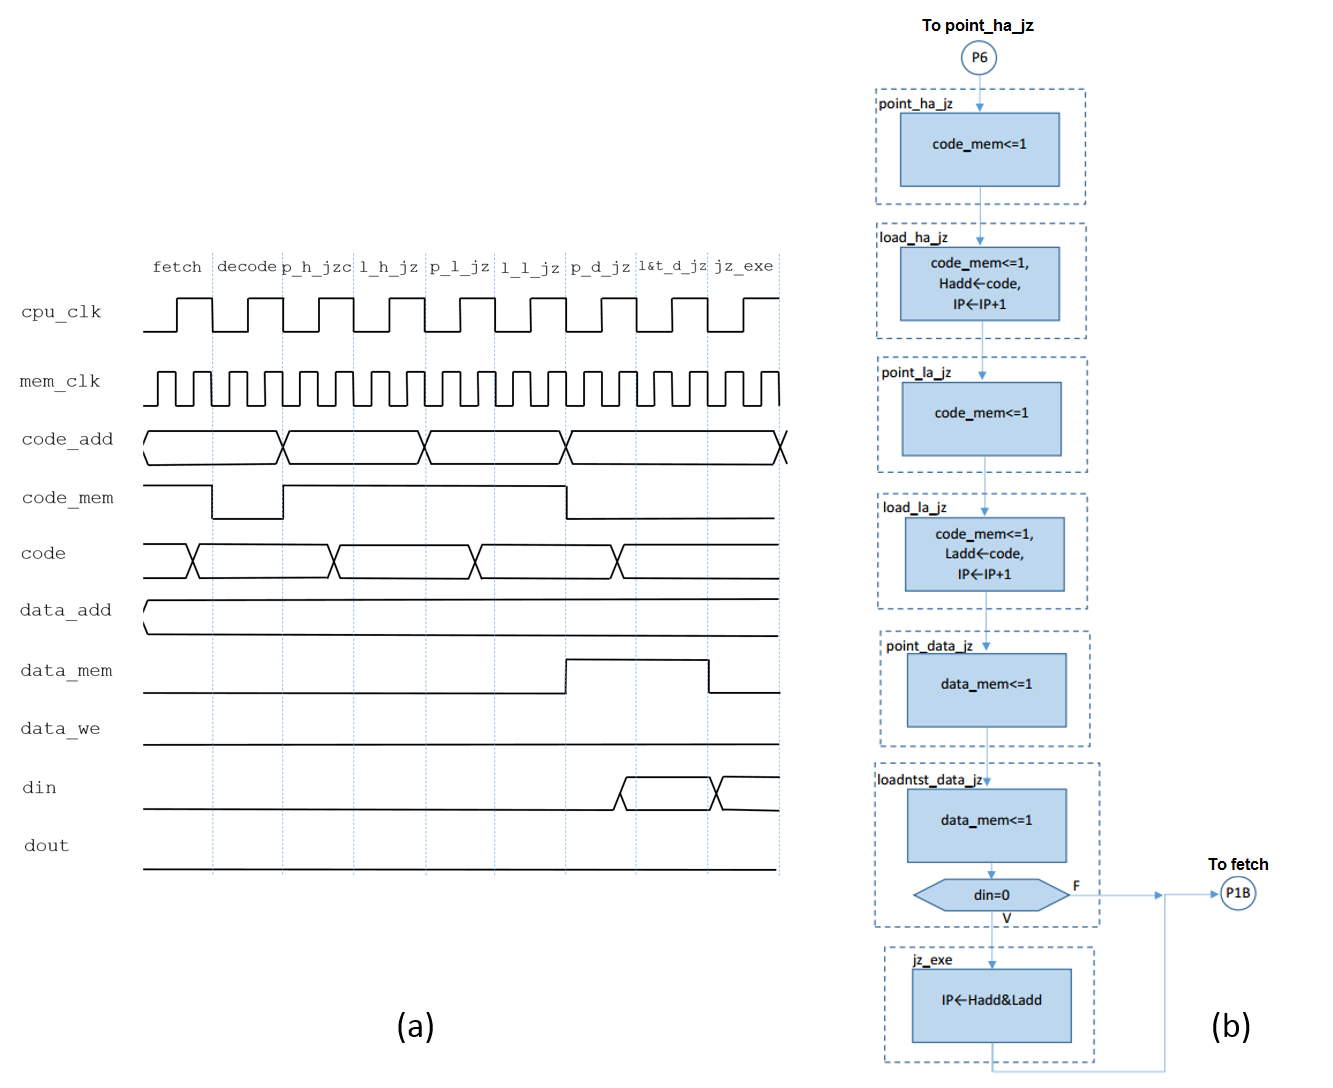 fetch decode p_h_jzc l_h_jz p_l_jz l_l_jz p_d_jz l&t_d_jz jz_exe
cpu_clk
mem_clk
code_add
code_mem
code
data_add
data_mem
data_we
din
dout
(a)
To point_ha_jz
P6
point_ha_jz
code_mem<=1
load_ha_jz
code_mem<=1,
Hadd←code,
IP←IP+1
point_la_jz
code_mem<=1
load_la_jz
code_mem<=1,
Ladd←code,
IP←IP+1
point_data_jz
data_mem<=1
loadntst_data_jz
data_mem<=1
din=0
F
V
To fetch
P1B
jz_exe
IP←Hadd&Ladd
(b)